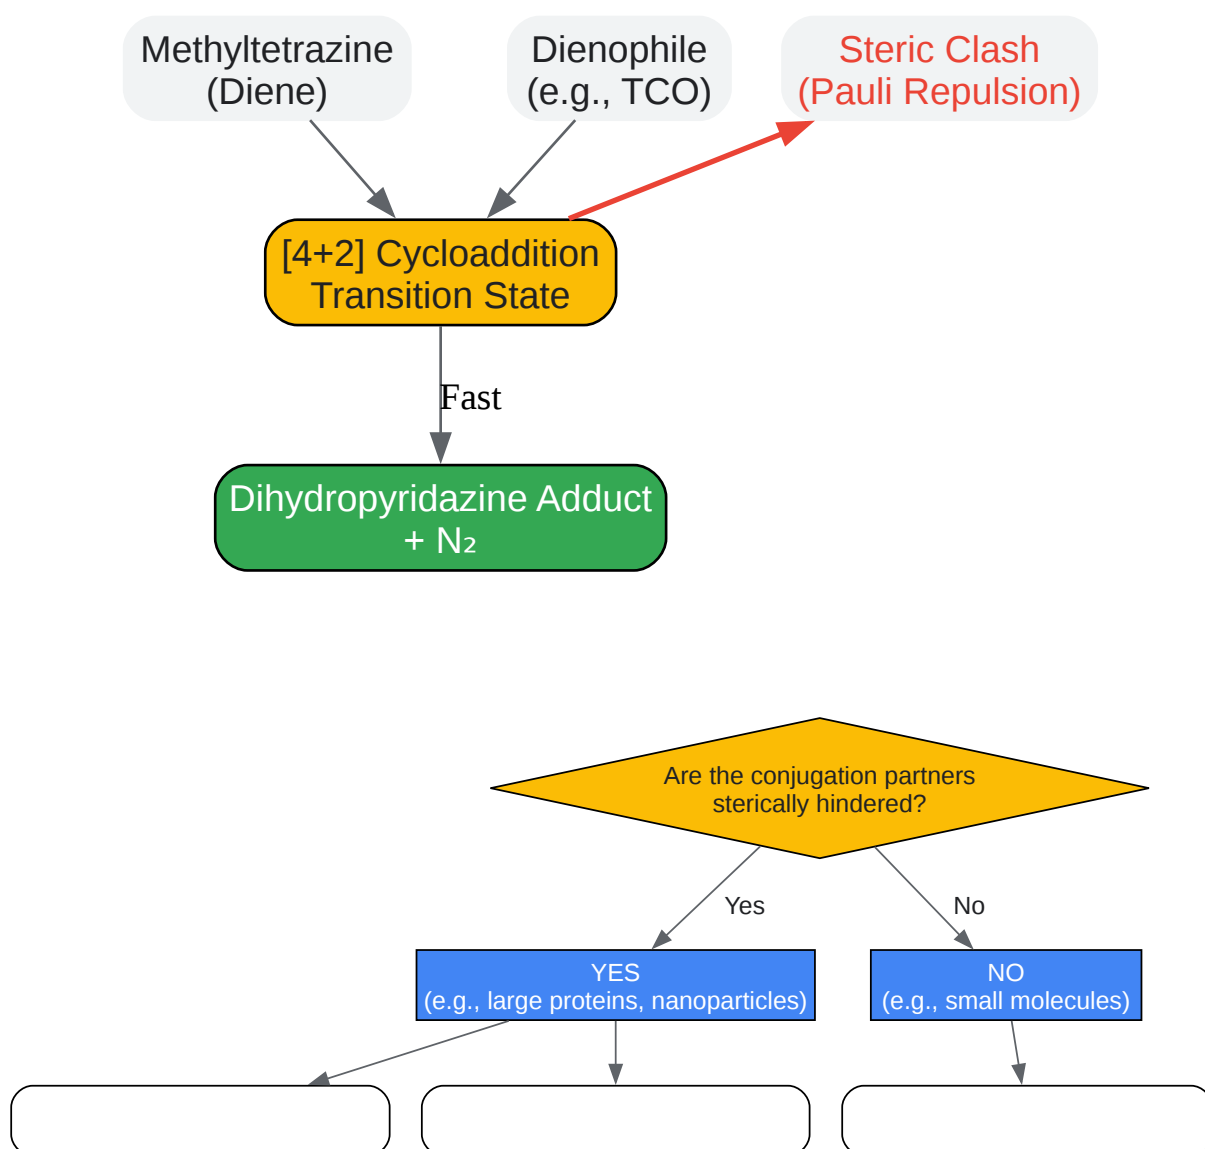 Methyltetrazine
(Diene)
Dienophile
(e.g., TCO)
Steric Clash
(Pauli Repulsion)
[4+2] Cycloaddition
Transition State
Fast
Dihydropyridazine Adduct
+ N₂
Are the conjugation partners
sterically hindered?
Yes
No
YES
(e.g., large proteins, nanoparticles)
NO
(e.g., small molecules)